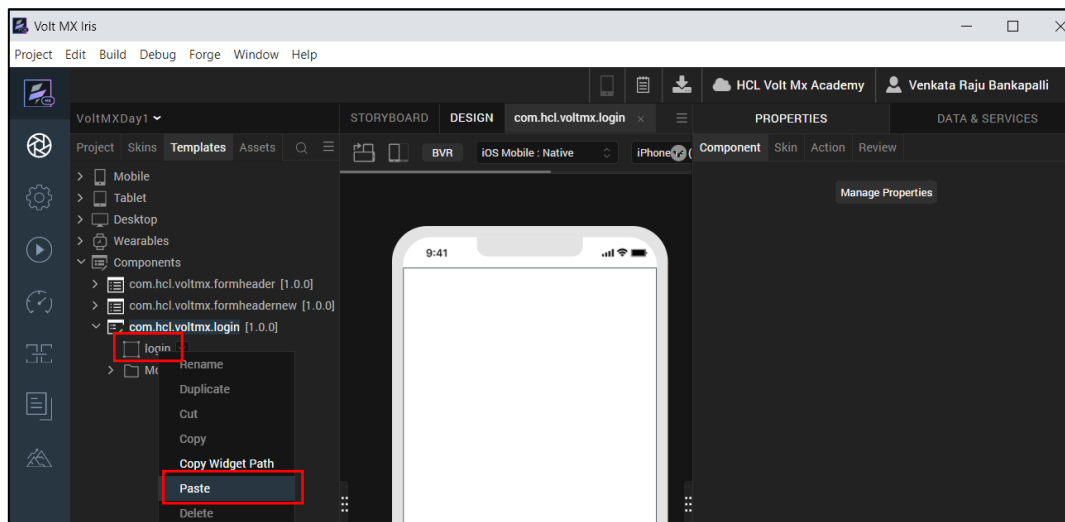 Volt MX Iris
Project Edit Build Debug Forge Window Help
HCL Volt Mx Academy Venkata Raju Bankapalli
VoltMXDay1 STORYBOARD DESIGN com.hcl.voltmx.login × PROPERTIES DATA & SERVICES
Project Skins Templates Assets BVR iOS Mobile : Native iPhone Component Skin Action Review
Mobile
Tablet
Manage Properties
Desktop
Wearables
Components
9:41
com.hcl.voltmx.formheader [1.0.0]
com.hcl.voltmx.formheadernew [1.0.0]
com.hcl.voltmx.login [1.0.0]
login
Rename
Duplicate
Cut
Copy
Copy Widget Path
Paste
Delete